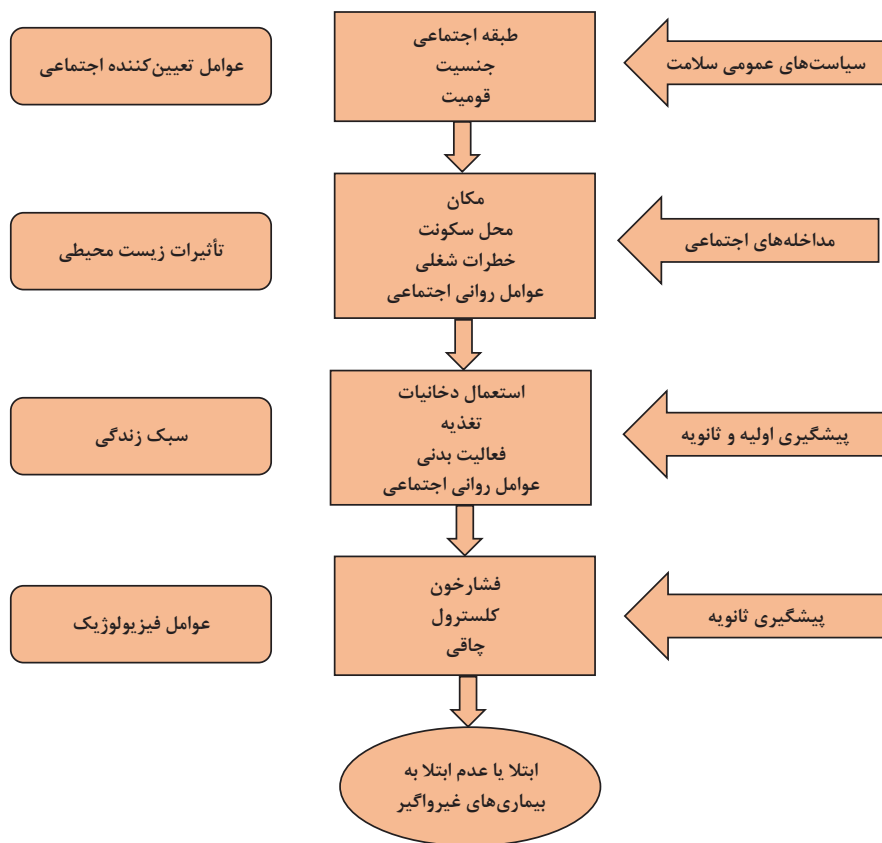 سیاست‌های عمومی سلامت
طبقه اجتماعی
جنسیت
قومیت
عوامل تعیین‌کننده اجتماعی
مداخله‌های اجتماعی
مکان
محل سکونت
خطرات شغلی
عوامل روانی اجتماعی
تأثیرات زیست محیطی
پیشگیری اولیه و ثانویه
استعمال دخانیات
تغذیه
فعالیت بدنی
عوامل روانی اجتماعی
سبک زندگی
پیشگیری ثانویه
فشارخون
کلسترول
چاقی
عوامل فیزیولوژیک
ابتلا یا عدم ابتلا به
بیماری‌های غیرواگیر